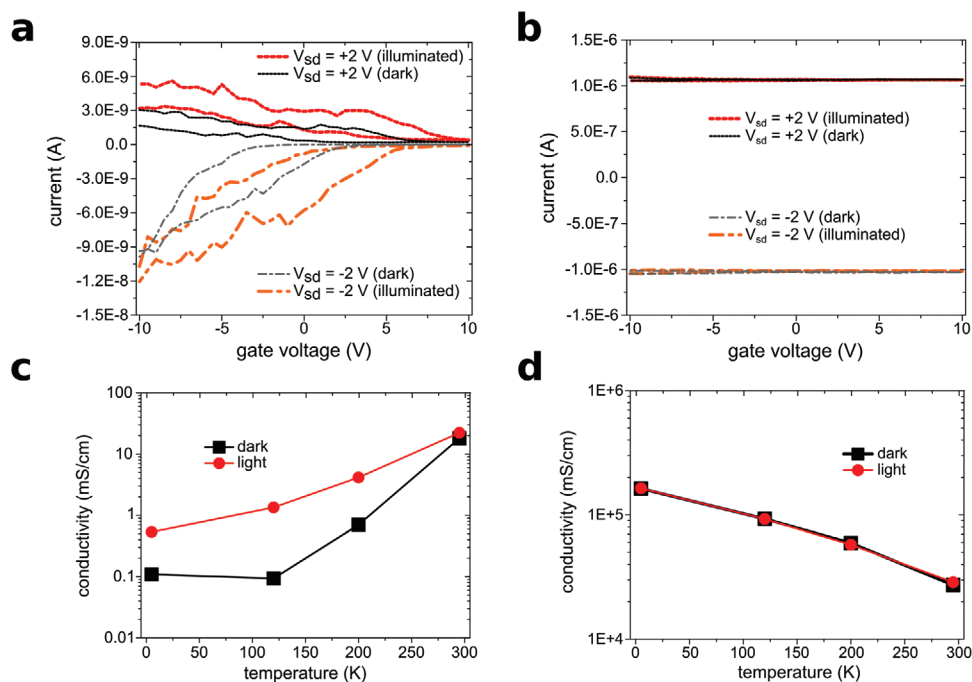 a
9.0E-9
6.0E-9
3.0E-9
0.0
-3.0E-9
-6.0E-9
-9.0E-9
-1.2E-8
-1.5E-8
current (A)
Vsd = +2 V (illuminated)
Vsd = +2 V (dark)
Vsd = -2 V (dark)
Vsd = -2 V (illuminated)
-10 -5 0 5 10
gate voltage (V)
b
1.5E-6
1.0E-6
5.0E-7
0.0
-5.0E-7
-1.0E-6
-1.5E-6
current (A)
Vsd = +2 V (illuminated)
Vsd = +2 V (dark)
Vsd = -2 V (dark)
Vsd = -2 V (illuminated)
-10 -5 0 5 10
gate voltage (V)
c
100
10
1
0.1
0.01
conductivity (mS/cm)
dark
light
0 50 100 150 200 250 300
temperature (K)
d
1E+6
1E+5
1E+4
conductivity (mS/cm)
dark
light
0 50 100 150 200 250 300
temperature (K)